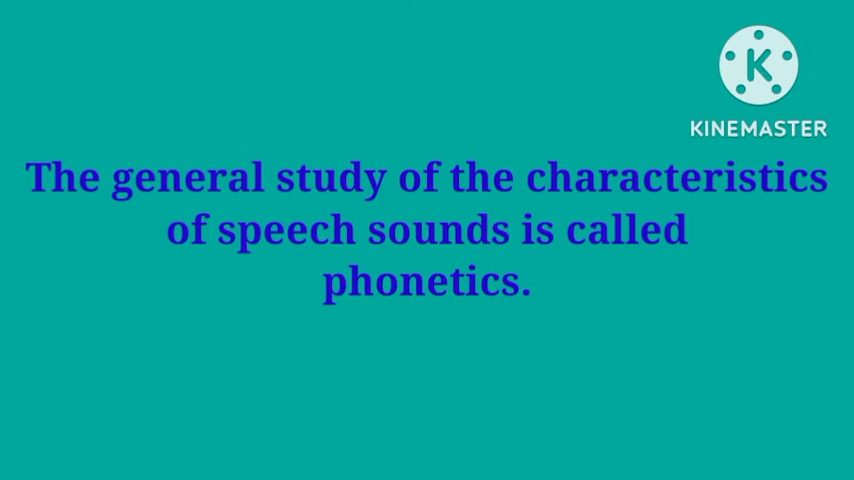 K
KINEMASTER
The general study of the characteristics
of speech sounds is called
phonetics.